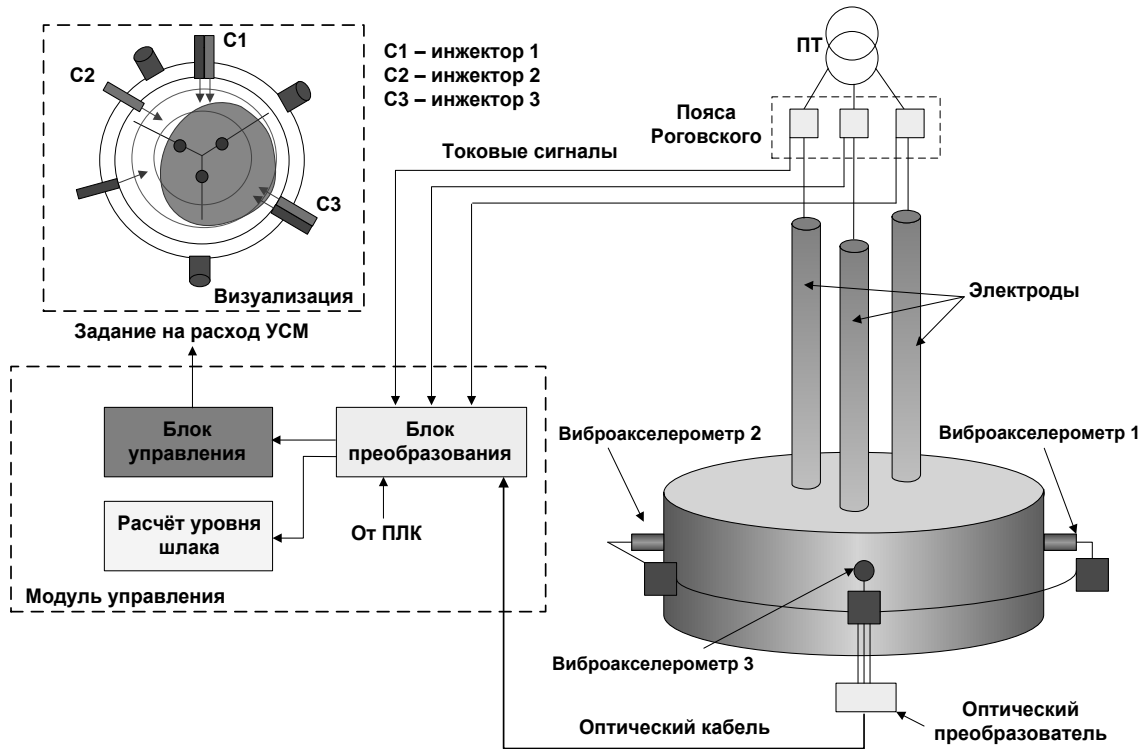 С1
С2
С3
С1 – инжектор 1
С2 – инжектор 2
С3 – инжектор 3
Визуализация
ПТ
Пояса
Роговского
Токовые сигналы
Электроды
Задание на расход УСМ
Блок
управления
Блок
преобразования
Расчёт уровня
шлака
От ПЛК
Модуль управления
Виброакселерометр 2
Виброакселерометр 1
Виброакселерометр 3
Оптический кабель
Оптический
преобразователь